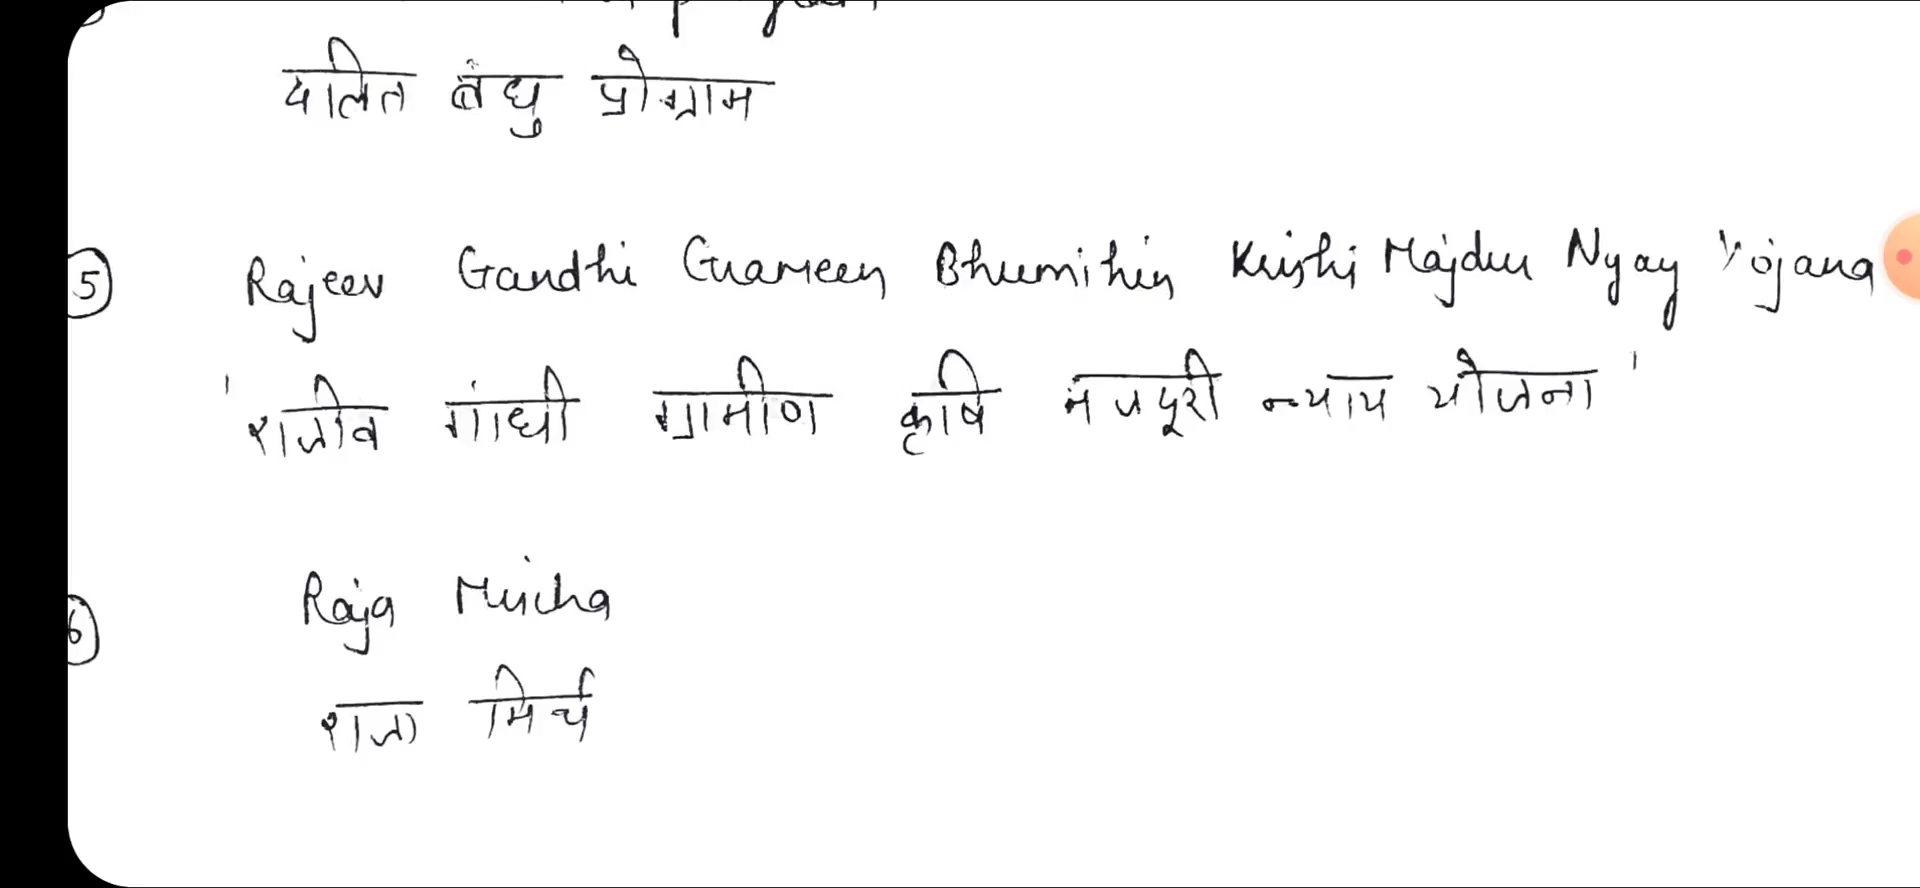 दलित बंधु प्रोग्राम
5 Rajeev Gandhi Grameen Bhumihin Krishi Majdur Nyay Yojana
'राजीव गांधी ग्रामीण कृषि मजदूरी न्याय योजना'
6 Raja Mircha
राजा मिर्च